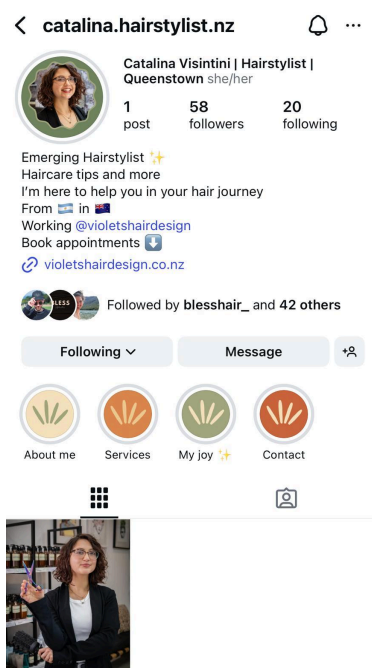 catalina.hairstylist.nz
Catalina Visintini | Hairstylist |
Queenstown she/her
1 58 20
post followers following
Emerging Hairstylist ✨
Haircare tips and more
I'm here to help you in your hair journey
From 🇦🇷 in 🇳🇿
Working @violetshairdesign
Book appointments ⬇️
violetshairdesign.co.nz
BLESS
Followed by blesshair_ and 42 others
Following Message
About me Services My joy ✨ Contact